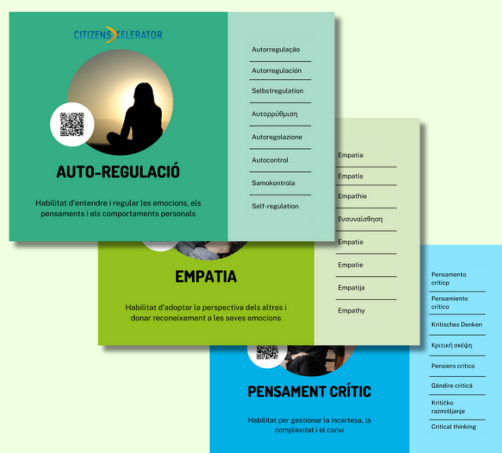 CITIZENS XELERATOR
AUTO-REGULACIÓ
Habilitat d'entendre i regular les emocions, els
pensaments i els comportaments personals
Autorregulação
Autorregulación
Selbstregulation
Αυτορρύθμιση
Autoregolazione
Autocontrol
Samokontrola
Self-regulation
EMPATIA
Habilitat d'adoptar la perspectiva dels altres i
donar reconeixement a les seves emocions
Empatia
Empatía
Empathie
Ενσυναίσθηση
Empatia
Empatie
Empatija
Empathy
PENSAMENT CRÍTIC
Habilitat per gestionar la incertesa, la
complexitat i el canvi
Pensamento
críticp
Pensamiento
crítico
Kritisches Denken
Κριτική σκέψη
Pensiero critico
Gândire critică
Kritičko
razmišljanje
Critical thinking